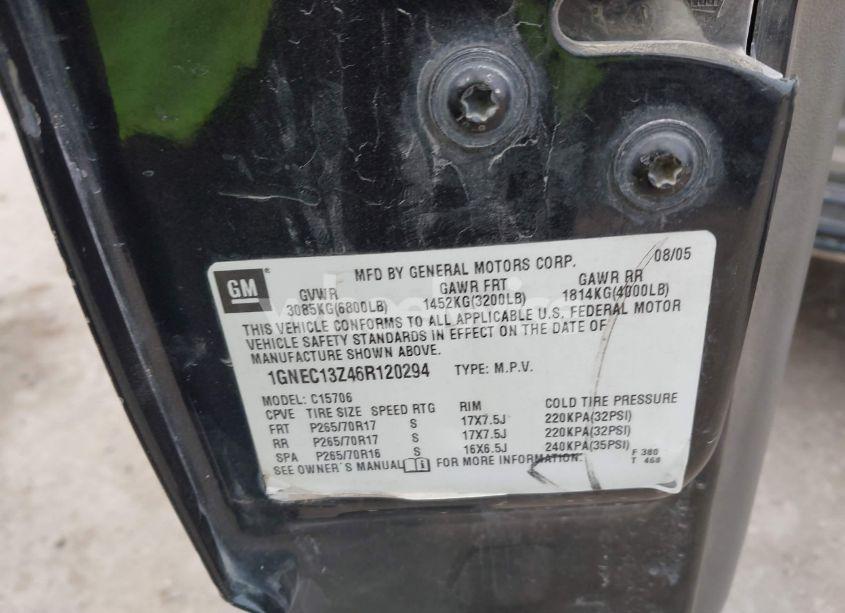 GM
MFD BY GENERAL MOTORS CORP. 08/05
GVWR GAWR FRT GAWR RR
3085KG(6800LB) 1452KG(3200LB) 1814KG(4000LB)
THIS VEHICLE CONFORMS TO ALL APPLICABLE U.S. FEDERAL MOTOR
VEHICLE SAFETY STANDARDS IN EFFECT ON THE DATE OF
MANUFACTURE SHOWN ABOVE.
1GNEC13Z46R120294 TYPE: M.P.V.
MODEL: C15706
CPVE TIRE SIZE SPEED RTG RIM COLD TIRE PRESSURE
FRT P265/70R17 S 17X7.5J 220KPA(32PSI)
RR P265/70R17 S 17X7.5J 220KPA(32PSI)
SPA P265/70R16 S 16X6.5J 240KPA(35PSI)
SEE OWNER'S MANUAL FOR MORE INFORMATION.
F 380
T 468